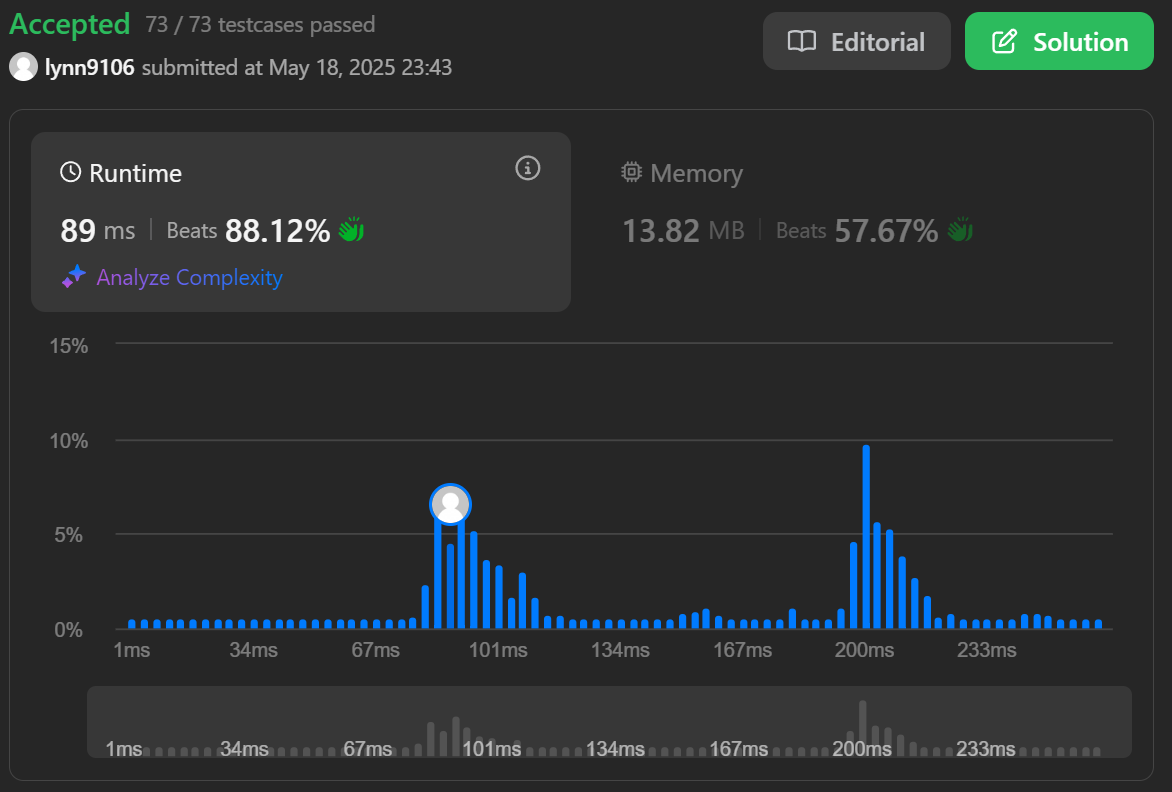 Accepted 73 / 73 testcases passed
lynn9106 submitted at May 18, 2025 23:43
Editorial
Solution
Runtime
89 ms | Beats 88.12%
Analyze Complexity
Memory
13.82 MB | Beats 57.67%
15%
10%
5%
0%
1ms 34ms 67ms 101ms 134ms 167ms 200ms 233ms
1ms 34ms 67ms 101ms 134ms 167ms 200ms 233ms